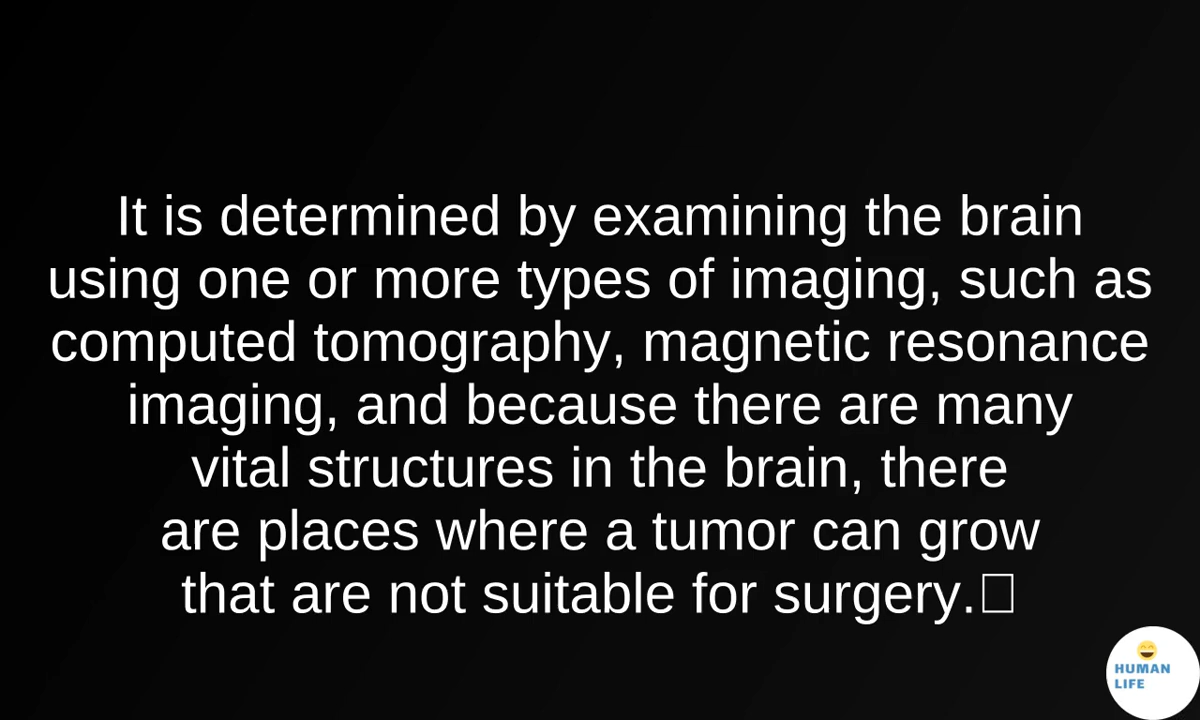 It is determined by examining the brain
using one or more types of imaging, such as
computed tomography, magnetic resonance
imaging, and because there are many
vital structures in the brain, there
are places where a tumor can grow
that are not suitable for surgery.
HUMAN
LIFE